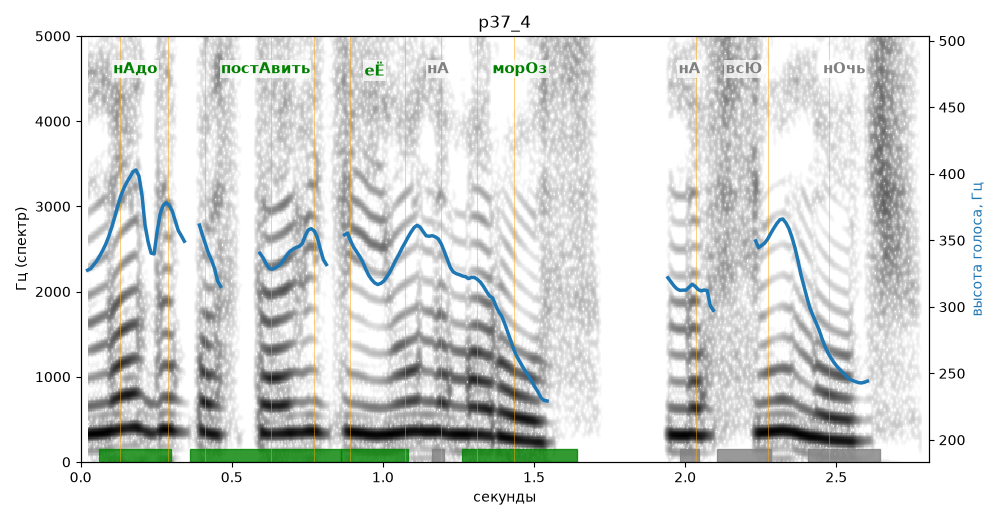 p37_4
нАдо постАвить еЁ нА морОз нА всЮ нОчь
5000
4000
3000
2000
1000
0
500
450
400
350
300
250
200
0.0 0.5 1.0 1.5 2.0 2.5
Гц (спектр)
высота голоса, Гц
секунды